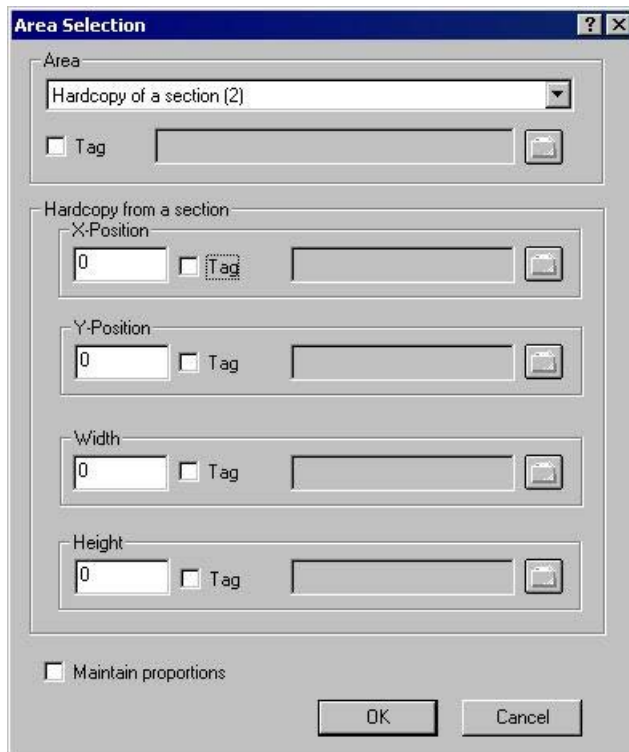 Area Selection
Area
Hardcopy of a section (2)
Tag
Hardcopy from a section
X-Position
0 Tag
Y-Position
0 Tag
Width
0 Tag
Height
0 Tag
Maintain proportions
OK Cancel